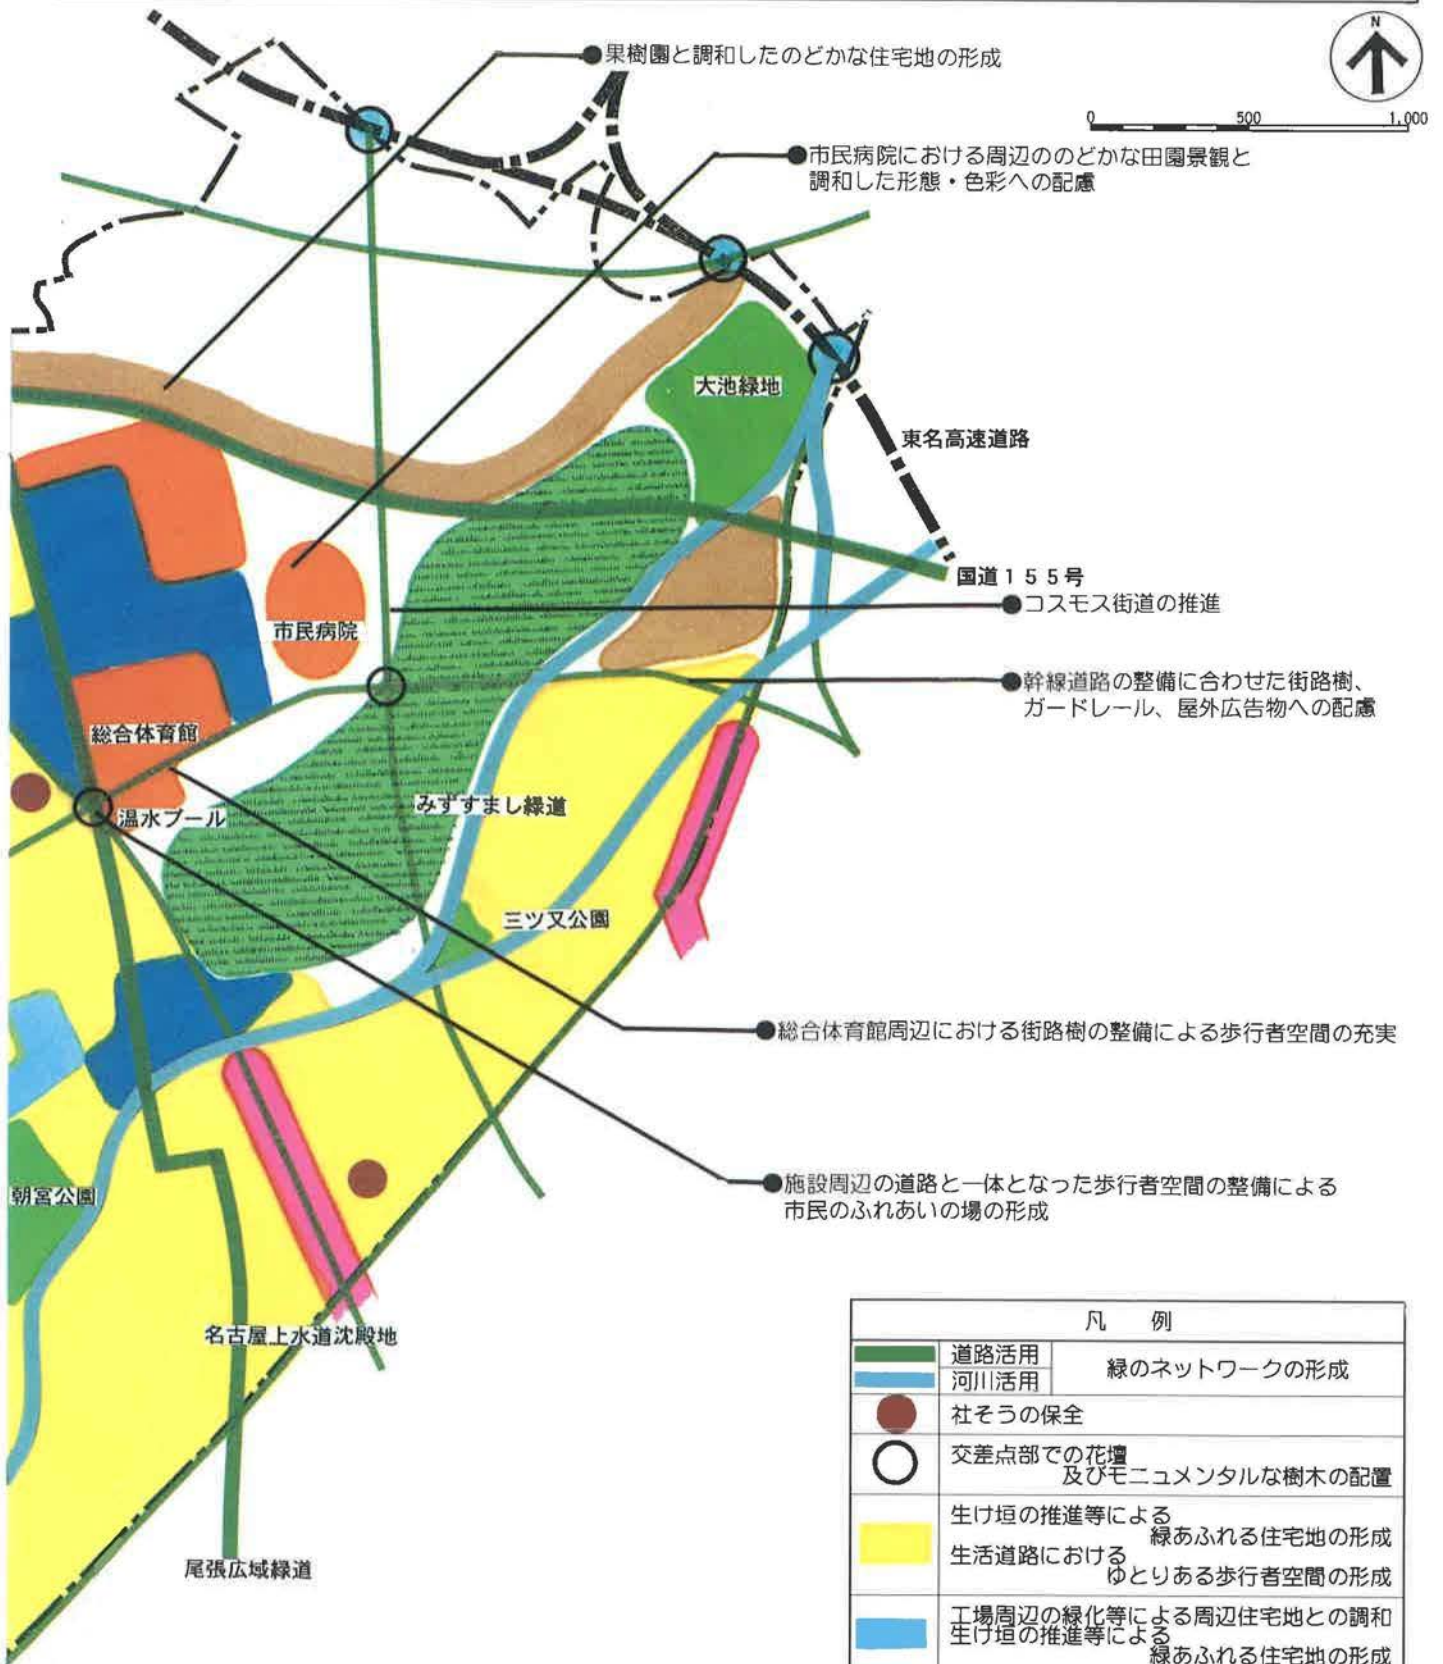 N
0 500 1,000
●果樹園と調和したのどかな住宅地の形成
●市民病院における周辺ののどかな田園景観と
調和した形態・色彩への配慮
大池緑地
東名高速道路
国道155号
●コスモス街道の推進
市民病院
●幹線道路の整備に合わせた街路樹、
ガードレール、屋外広告物への配慮
総合体育館
みずすまし緑道
温水プール
三ツ又公園
●総合体育館周辺における街路樹の整備による歩行者空間の充実
●施設周辺の道路と一体となった歩行者空間の整備による
市民のふれあいの場の形成
朝宮公園
名古屋上水道沈殿地
尾張広域緑道
凡 例
道路活用
河川活用
緑のネットワークの形成
社そうの保全
交差点部での花壇
及びモニュメンタルな樹木の配置
生け垣の推進等による
緑あふれる住宅地の形成
生活道路における
ゆとりある歩行者空間の形成
工場周辺の緑化等による周辺住宅地との調和
生け垣の推進等による
緑あふれる住宅地の形成